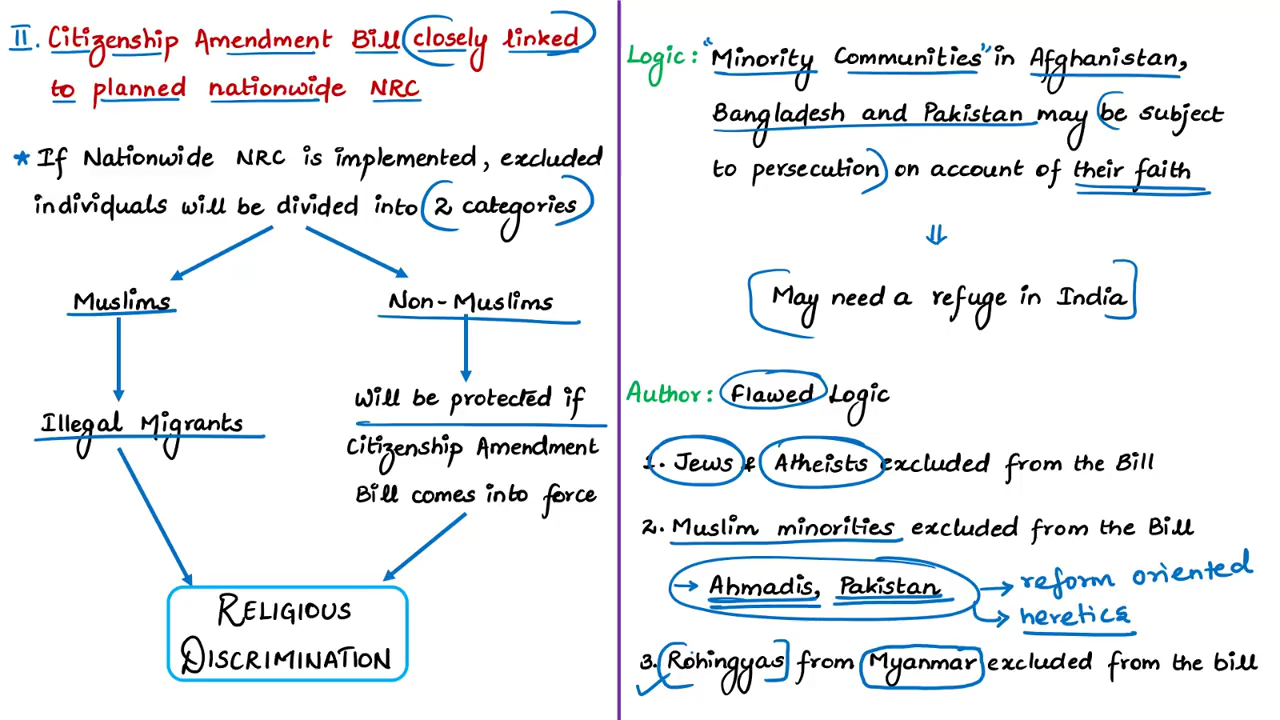 II. Citizenship Amendment Bill closely linked
to planned nationwide NRC
* If Nationwide NRC is implemented, excluded
individuals will be divided into 2 categories
Muslims
Non-Muslims
Illegal Migrants
Will be protected if
Citizenship Amendment
Bill comes into force
RELIGIOUS
DISCRIMINATION
Logic: "Minority Communities" in Afghanistan,
Bangladesh and Pakistan may be subject
to persecution on account of their faith
⇓
May need a refuge in India
Author: Flawed Logic
1. Jews & Atheists excluded from the Bill
2. Muslim minorities excluded from the Bill
→ Ahmadis, Pakistan → reform oriented
→ heretics
3. Rohingyas from Myanmar excluded from the bill